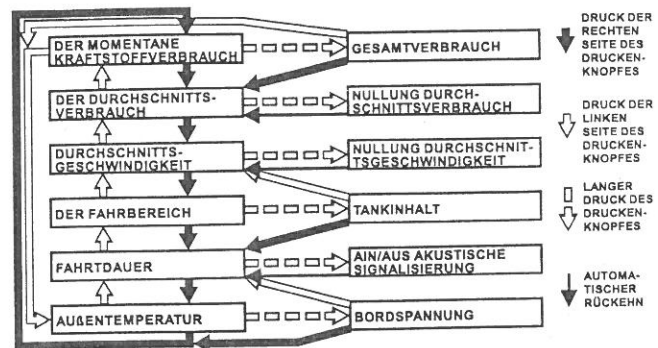 DER MOMENTANE
KRAFTSTOFFVERBRAUCH
GESAMTVERBRAUCH
DER DURCHSCHNITTS-
VERBRAUCH
NULLUNG DURCH-
SCHNITTSVERBRAUCH
DURCHSCHNITTS-
GESCHWINDIGKEIT
NULLUNG DURCHSCHNIT-
TSGESCHWINDIGKEIT
DER FAHRBEREICH
TANKINHALT
FAHRTDAUER
AIN/AUS AKUSTISCHE
SIGNALISIERUNG
AUßENTEMPERATUR
BORDSPANNUNG
DRUCK DER
RECHTEN
SEITE DES
DRUCKEN-
KNOPFES
DRUCK DER
LINKEN
SEITE DES
DRUCKEN-
KNOPFES
LANGER
DRUCK DES
DRUCKEN-
KNOPFES
AUTOMA-
TISCHER
RÜCKEHN